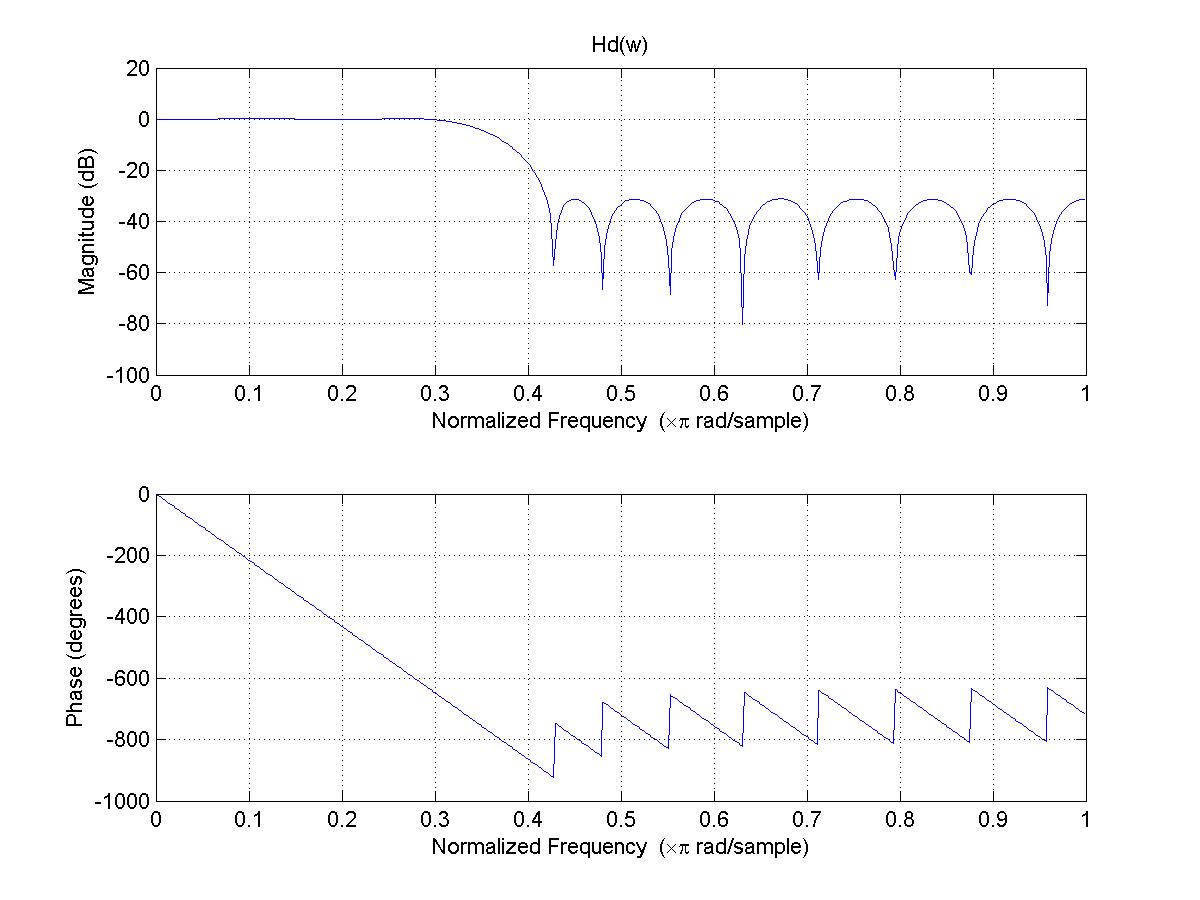 Hd(w)
Magnitude (dB)
20
0
-20
-40
-60
-80
-100
0 0.1 0.2 0.3 0.4 0.5 0.6 0.7 0.8 0.9 1
Normalized Frequency (×π rad/sample)
Phase (degrees)
0
-200
-400
-600
-800
-1000
0 0.1 0.2 0.3 0.4 0.5 0.6 0.7 0.8 0.9 1
Normalized Frequency (×π rad/sample)